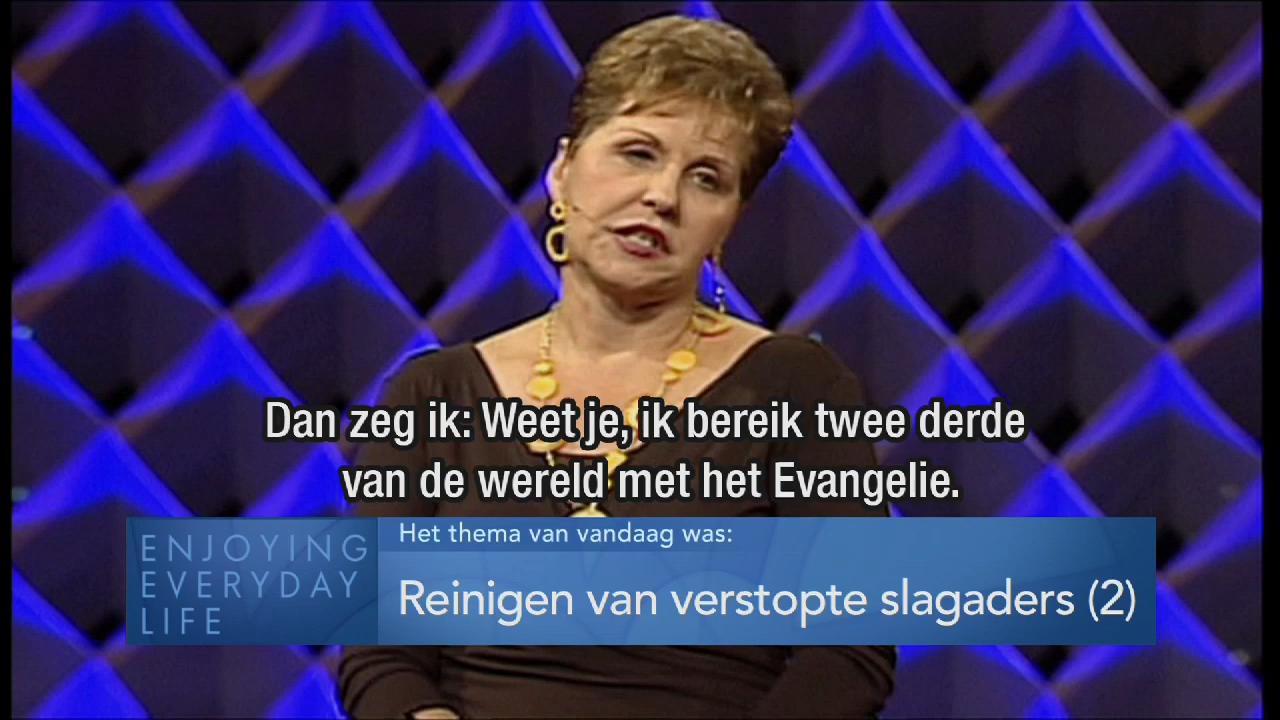 Dan zeg ik: Weet je, ik bereik twee derde
van de wereld met het Evangelie.
ENJOYING
EVERYDAY
LIFE
Het thema van vandaag was:
Reinigen van verstopte slagaders (2)